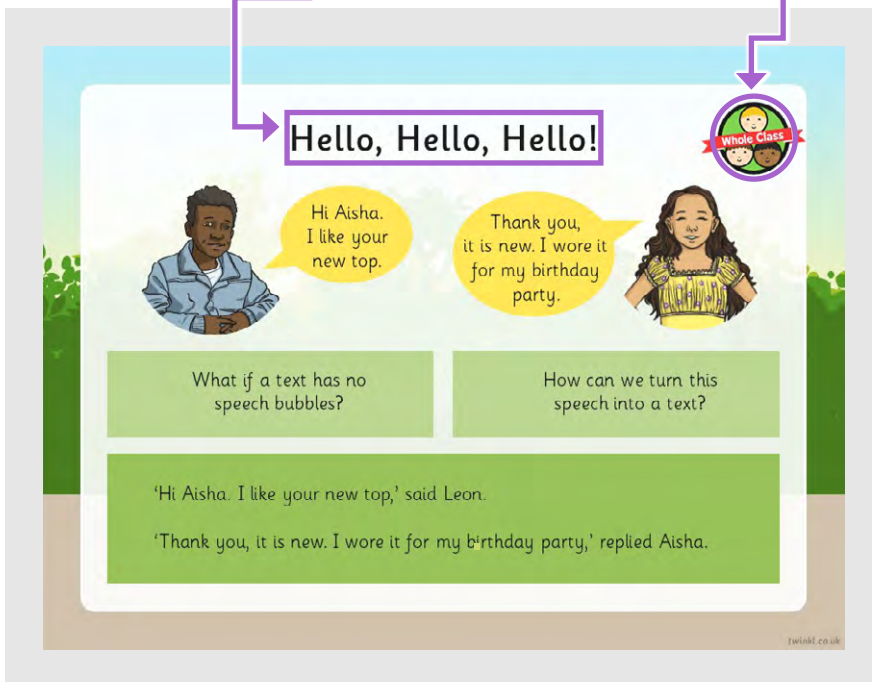 Hello, Hello, Hello!
Whole Class
Hi Aisha.
I like your
new top.
Thank you,
it is new. I wore it
for my birthday
party.
What if a text has no
speech bubbles?
How can we turn this
speech into a text?
‘Hi Aisha. I like your new top,’ said Leon.
‘Thank you, it is new. I wore it for my birthday party,’ replied Aisha.
twinkl.co.uk